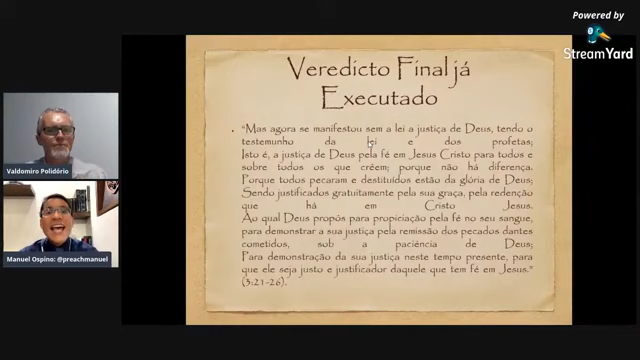 Powered by
StreamYard
Veredicto Final já
Executado
• “Mas agora se manifestou sem a lei a justiça de Deus, tendo o
testemunho da lei e dos profetas;
Isto é, a justiça de Deus pela fé em Jesus Cristo para todos e
sobre todos os que crêem; porque não há diferença.
Porque todos pecaram e destituídos estão da glória de Deus;
Sendo justificados gratuitamente pela sua graça, pela redenção
que há em Cristo Jesus.
Ao qual Deus propôs para propiciação pela fé no seu sangue,
para demonstrar a sua justiça pela remissão dos pecados dantes
cometidos, sob a paciência de Deus;
Para demonstração da sua justiça neste tempo presente, para
que ele seja justo e justificador daquele que tem fé em Jesus.”
(3:21-26).
Valdomiro Polidório
Manuel Ospino: @preachmanuel